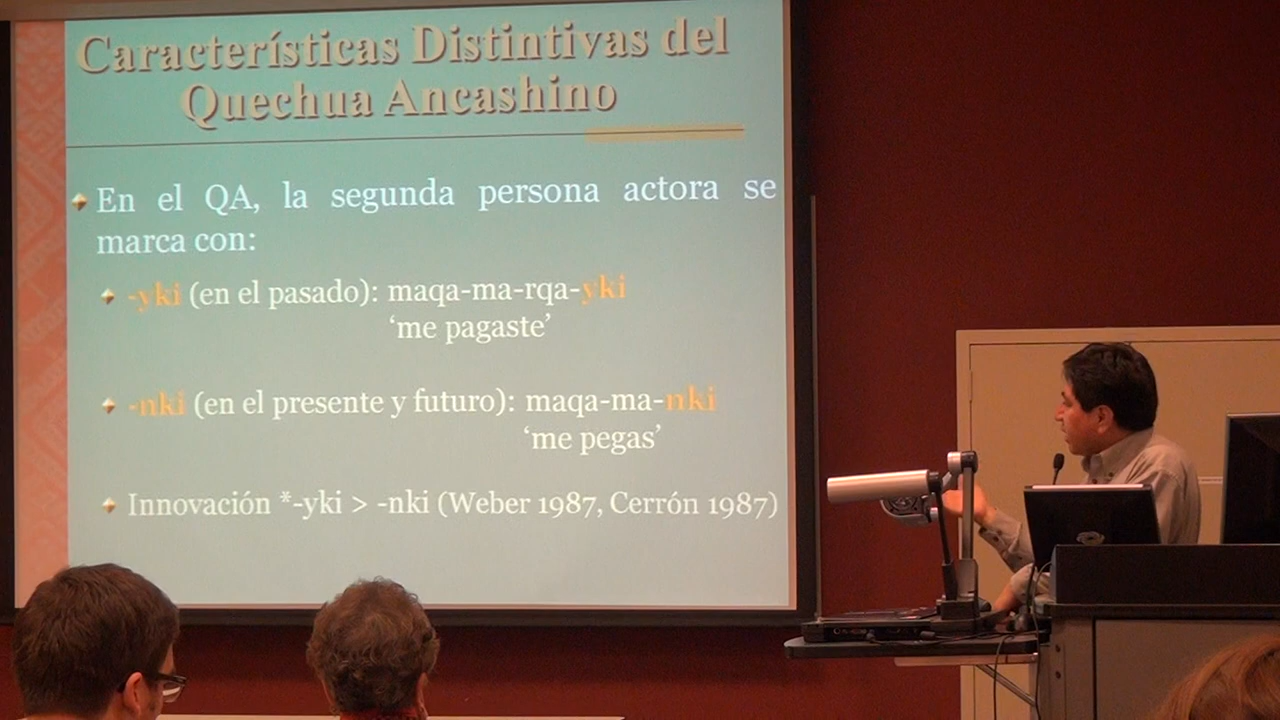 Características Distintivas del
Quechua Ancashino
En el QA, la segunda persona actora se
marca con:
-yki (en el pasado): maqa-ma-rqa-yki
‘me pagaste’
-nki (en el presente y futuro): maqa-ma-nki
‘me pegas’
Innovación *-yki > -nki (Weber 1987, Cerrón 1987)